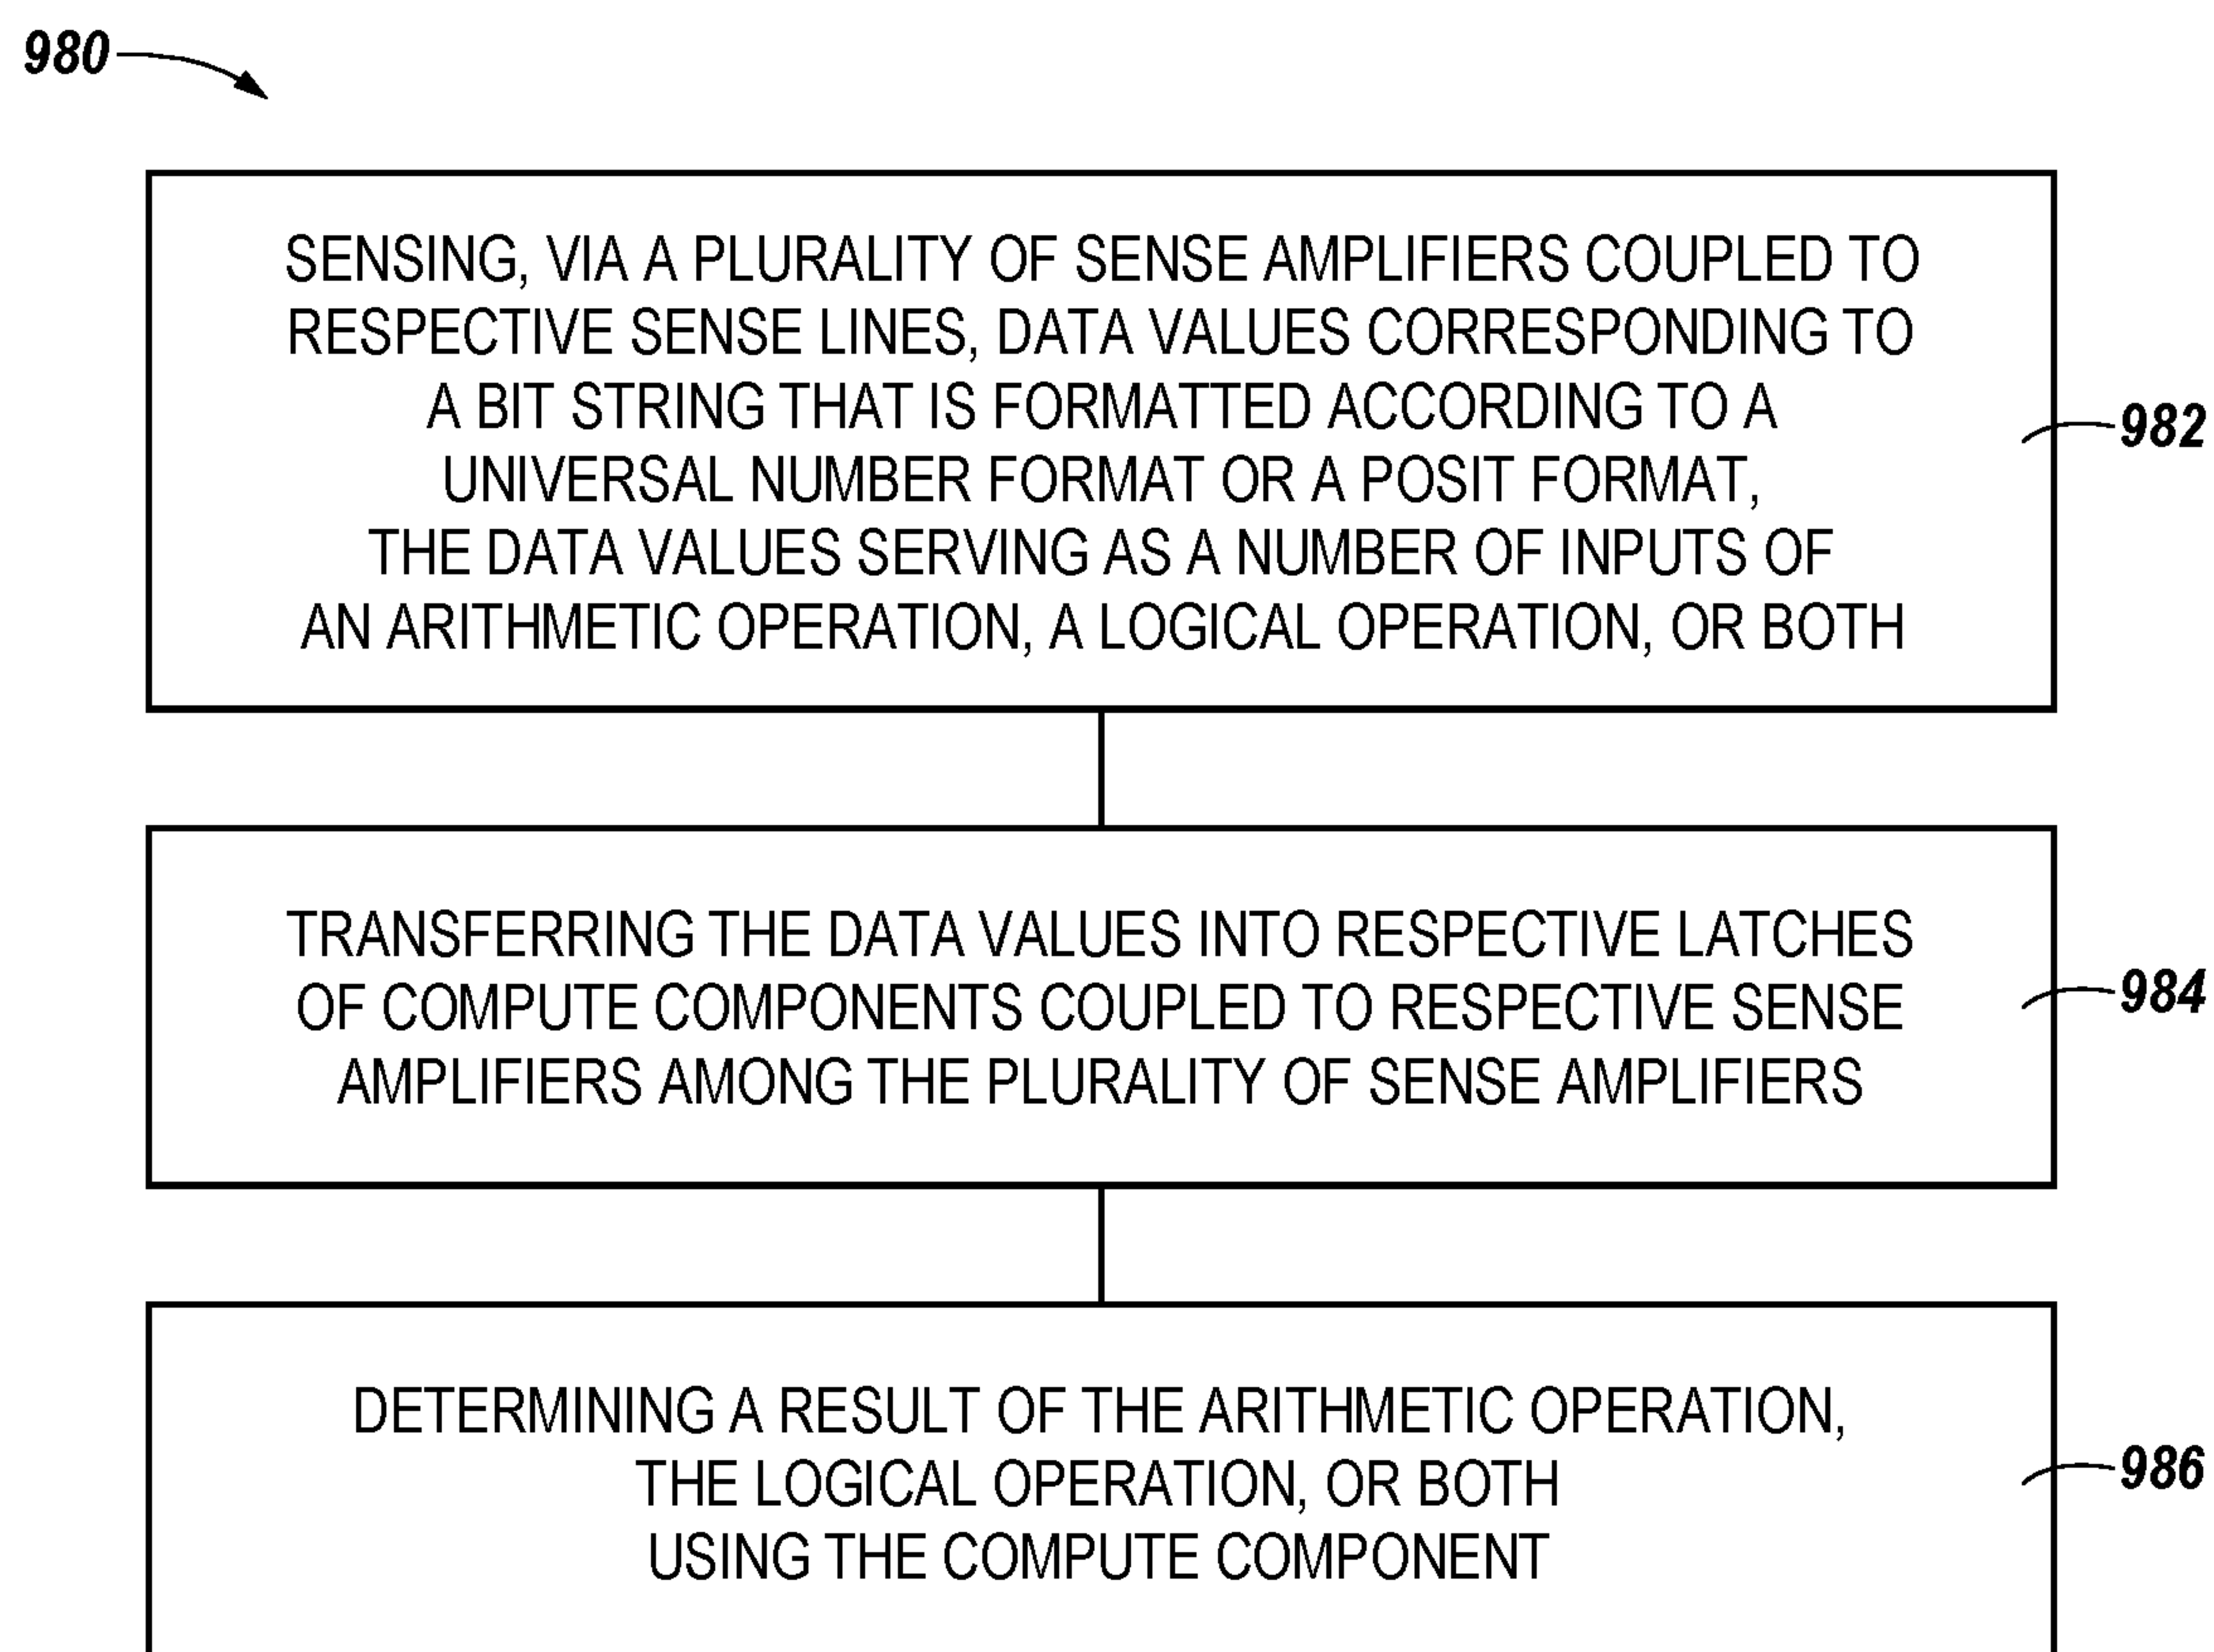 980
SENSING, VIA A PLURALITY OF SENSE AMPLIFIERS COUPLED TO
RESPECTIVE SENSE LINES, DATA VALUES CORRESPONDING TO
A BIT STRING THAT IS FORMATTED ACCORDING TO A
UNIVERSAL NUMBER FORMAT OR A POSIT FORMAT,
THE DATA VALUES SERVING AS A NUMBER OF INPUTS OF
AN ARITHMETIC OPERATION, A LOGICAL OPERATION, OR BOTH
982
TRANSFERRING THE DATA VALUES INTO RESPECTIVE LATCHES
OF COMPUTE COMPONENTS COUPLED TO RESPECTIVE SENSE
AMPLIFIERS AMONG THE PLURALITY OF SENSE AMPLIFIERS
984
DETERMINING A RESULT OF THE ARITHMETIC OPERATION,
THE LOGICAL OPERATION, OR BOTH
USING THE COMPUTE COMPONENT
986